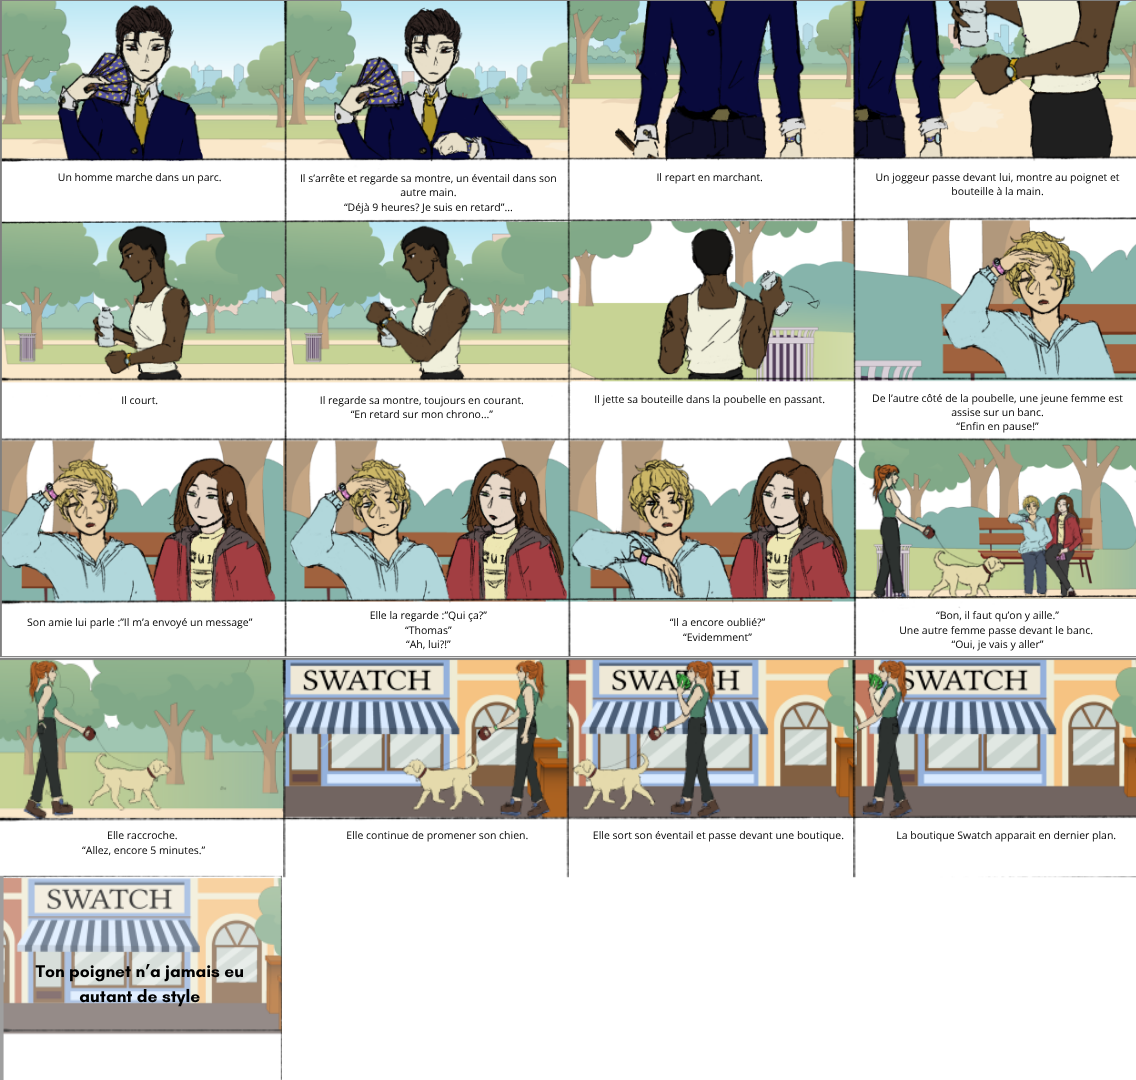 Un homme marche dans un parc.
Il s’arrête et regarde sa montre, un éventail dans son
autre main.
“Déjà 9 heures? Je suis en retard”...
Il repart en marchant.
Un joggeur passe devant lui, montre au poignet et
bouteille à la main.
Il court.
Il regarde sa montre, toujours en courant.
“En retard sur mon chrono...”
Il jette sa bouteille dans la poubelle en passant.
De l’autre côté de la poubelle, une jeune femme est
assise sur un banc.
“Enfin en pause!”
Son amie lui parle :”Il m’a envoyé un message”
Elle la regarde :”Qui ça?”
“Thomas”
“Ah, lui?!”
“Il a encore oublié?”
“Evidemment”
“Bon, il faut qu’on y aille.”
Une autre femme passe devant le banc.
“Oui, je vais y aller”
Elle raccroche.
“Allez, encore 5 minutes.”
SWATCH
Elle continue de promener son chien.
SWATCH
Elle sort son éventail et passe devant une boutique.
SWATCH
La boutique Swatch apparait en dernier plan.
SWATCH
Ton poignet n’a jamais eu
autant de style